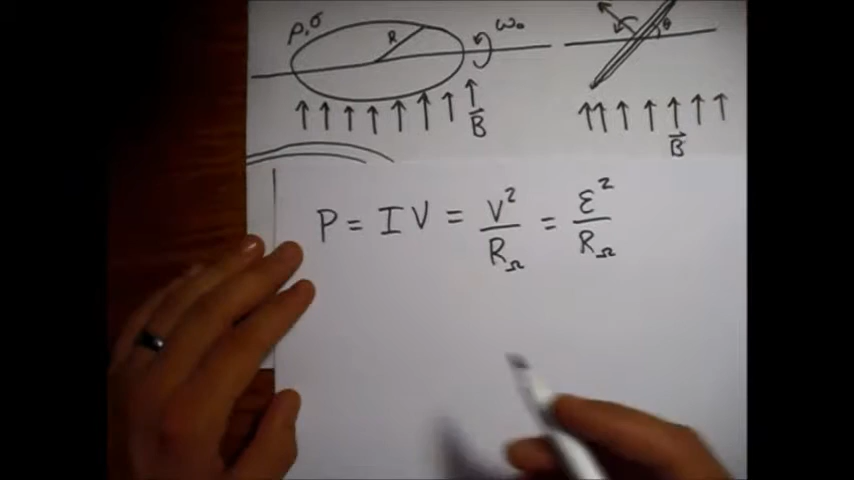 ρ, σ R ω₀ θ
B⃗ B⃗
P = I V = V²/R_Ω = ε²/R_Ω